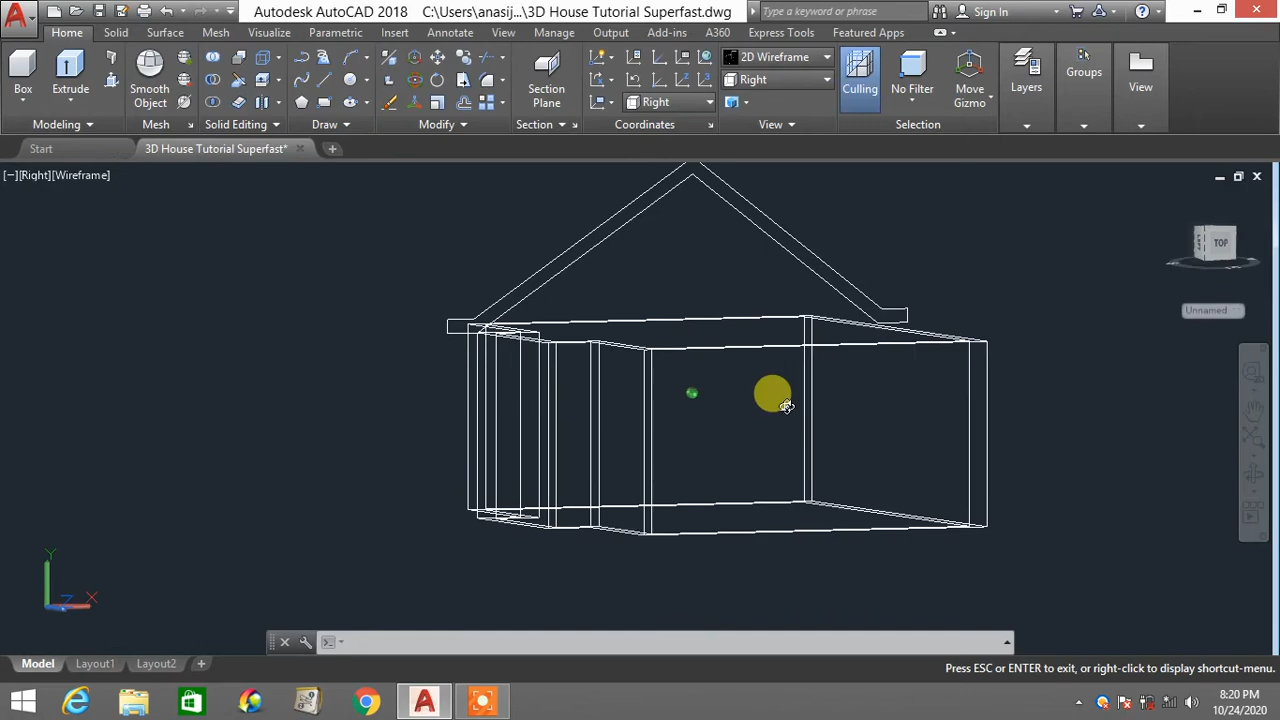 Autodesk AutoCAD 2018 C:\Users\anasij...\3D House Tutorial Superfast.dwg
Type a keyword or phrase
Sign In
Home Solid Surface Mesh Visualize Parametric Insert Annotate View Manage Output Add-ins A360 Express Tools Featured Apps
2D Wireframe
Right
Right
Box
Extrude
Smooth
Object
Section
Plane
Culling
No Filter
Move
Gizmo
Layers
Groups
View
Modeling
Mesh
Solid Editing
Draw
Modify
Section
Coordinates
View
Selection
Start
3D House Tutorial Superfast*
[−][Right][Wireframe]
LEFT
TOP
Unnamed
Y
Z
X
Model Layout1 Layout2
Press ESC or ENTER to exit, or right-click to display shortcut-menu.
8:20 PM
10/24/2020